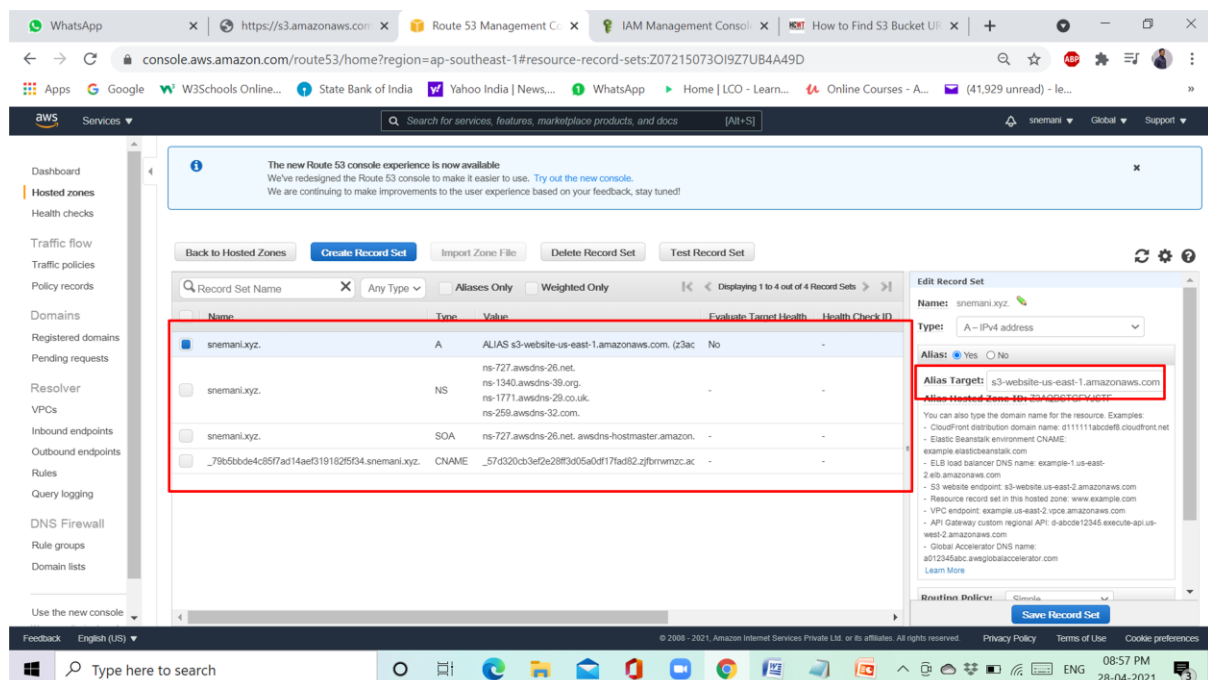 WhatsApp
https://s3.amazonaws.com
Route 53 Management Co
IAM Management Consol
How to Find S3 Bucket UR
console.aws.amazon.com/route53/home?region=ap-southeast-1#resource-record-sets:Z07215073OI9Z7UB4A49D
ABP
Apps
Google
W3Schools Online...
State Bank of India
Yahoo India | News,...
WhatsApp
Home | LCO - Learn...
Online Courses - A...
(41,929 unread) - le...
»
aws
Services
Search for services, features, marketplace products, and docs
[Alt+S]
snemani
Global
Support
Dashboard
Hosted zones
Health checks
Traffic flow
Traffic policies
Policy records
Domains
Registered domains
Pending requests
Resolver
VPCs
Inbound endpoints
Outbound endpoints
Rules
Query logging
DNS Firewall
Rule groups
Domain lists
Use the new console
The new Route 53 console experience is now available
We've redesigned the Route 53 console to make it easier to use. Try out the new console.
We are continuing to make improvements to the user experience based on your feedback, stay tuned!
Back to Hosted Zones
Create Record Set
Import Zone File
Delete Record Set
Test Record Set
Record Set Name
Any Type
Aliases Only
Weighted Only
Displaying 1 to 4 out of 4 Record Sets
Name Type Value Evaluate Target Health Health Check ID
snemani.xyz. A ALIAS s3-website-us-east-1.amazonaws.com. (z3ac No -
snemani.xyz. NS ns-727.awsdns-26.net. - -
ns-1340.awsdns-39.org.
ns-1771.awsdns-29.co.uk.
ns-259.awsdns-32.com.
snemani.xyz. SOA ns-727.awsdns-26.net. awsdns-hostmaster.amazon. - -
_79b5bbde4c85f7ad14aef319182f5f34.snemani.xyz. CNAME _57d320cb3ef2e28ff3d05a0df17fad82.zjfbrrwmzc.ac - -
Edit Record Set
Name: snemani.xyz.
Type: A – IPv4 address
Alias: Yes No
Alias Target: s3-website-us-east-1.amazonaws.com
Alias Hosted Zone ID:
You can also type the domain name for the resource. Examples:
- CloudFront distribution domain name: d111111abcdef8.cloudfront.net
- Elastic Beanstalk environment CNAME:
example.elasticbeanstalk.com
- ELB load balancer DNS name: example-1.us-east-
2.elb.amazonaws.com
- S3 website endpoint: s3-website.us-east-2.amazonaws.com
- Resource record set in this hosted zone: www.example.com
- VPC endpoint: example.us-east-2.vpce.amazonaws.com
- API Gateway custom regional API: d-abcde12345.execute-api.us-
west-2.amazonaws.com
- Global Accelerator DNS name:
a012345abc.awsglobalaccelerator.com
Learn More
Routing Policy: Simple
Save Record Set
Feedback
English (US)
© 2008 - 2021, Amazon Internet Services Private Ltd. or its affiliates. All rights reserved.
Privacy Policy
Terms of Use
Cookie preferences
Type here to search
ENG
08:57 PM
28-04-2021